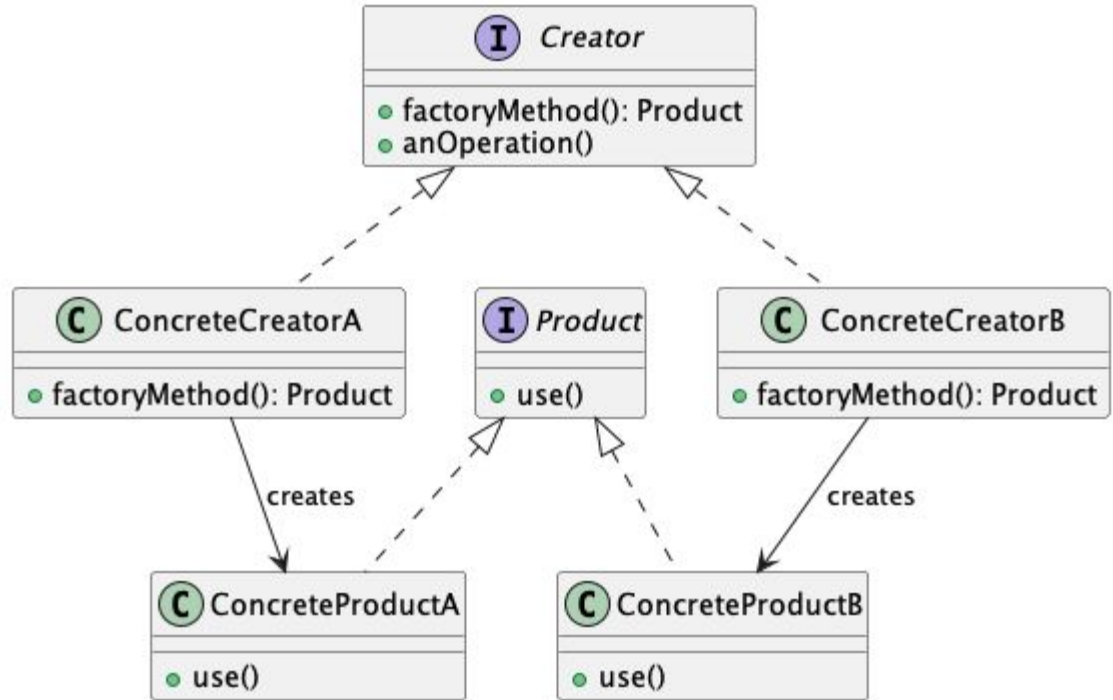 I Creator
factoryMethod(): Product
anOperation()
C ConcreteCreatorA
factoryMethod(): Product
I Product
use()
C ConcreteCreatorB
factoryMethod(): Product
creates
creates
C ConcreteProductA
use()
C ConcreteProductB
use()